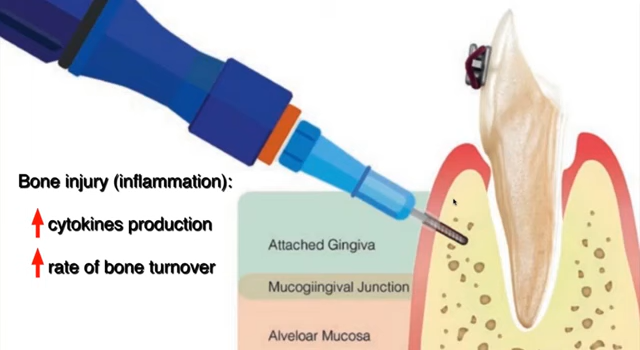 Bone injury (inflammation):
cytokines production
rate of bone turnover
Attached Gingiva
Mucogiingival Junction
Alveloar Mucosa